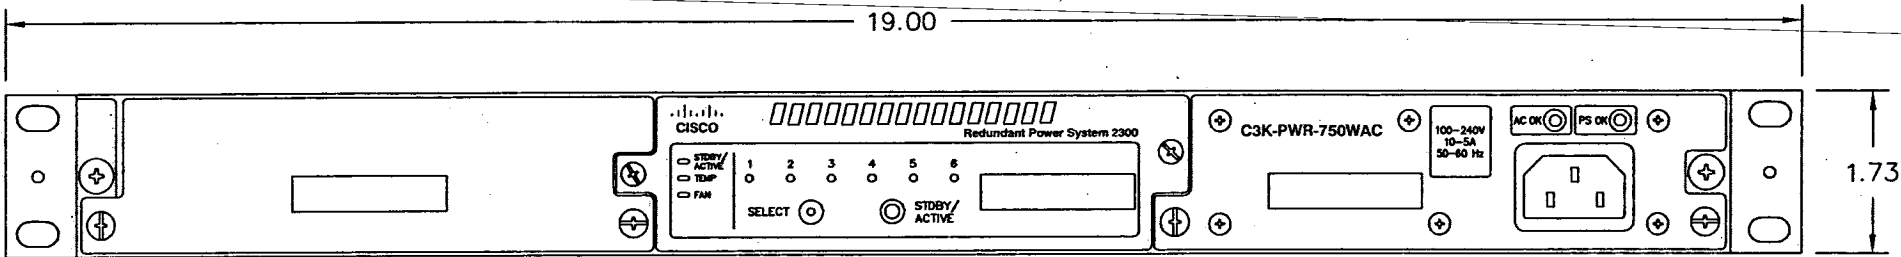 19.00
CISCO
Redundant Power System 2300
STDBY/
ACTIVE
TEMP
FAN
1 2 3 4 5 6
SELECT
STDBY/
ACTIVE
C3K-PWR-750WAC
100-240V
10-5A
50-60 Hz
AC OK
PS OK
1.73